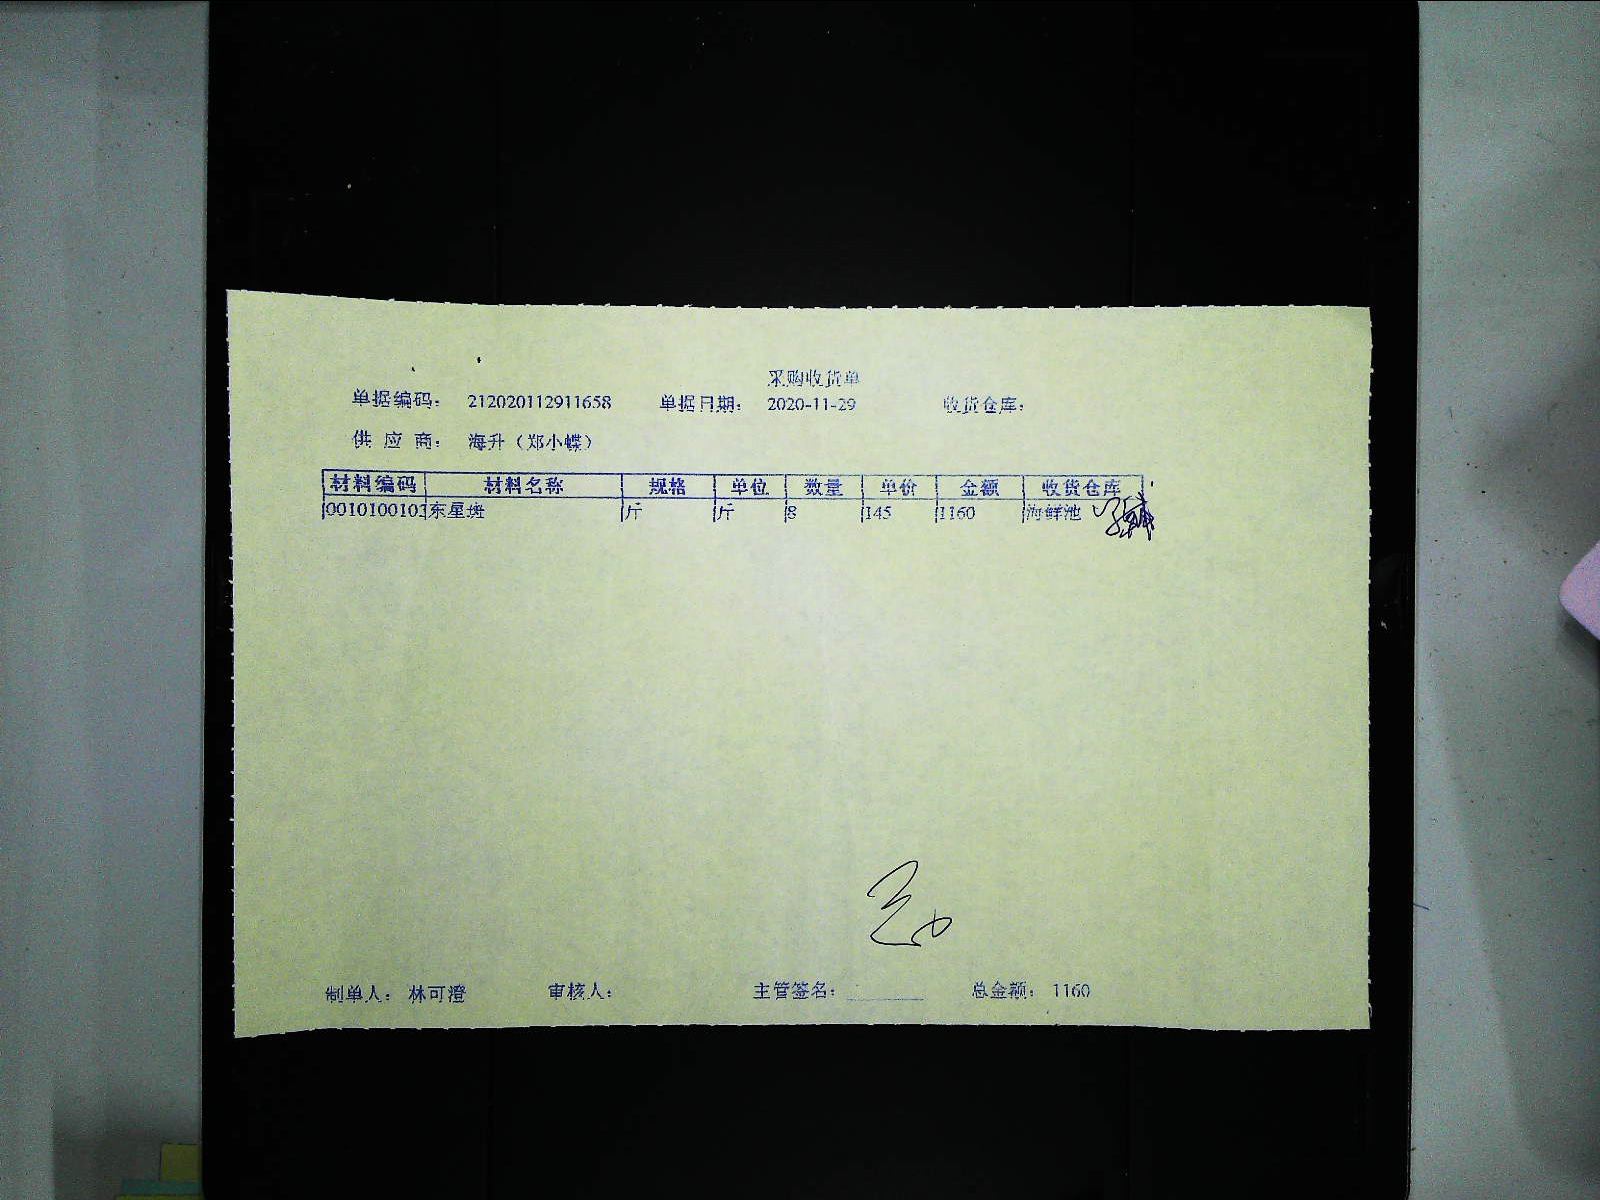 采购收货单
单据编码: 212020112911658 单据日期: 2020-11-29 收货仓库:
供 应 商: 海升（郑小蝶）
材料编码 材料名称 规格 单位 数量 单价 金额 收货仓库
0010100103 东星斑 斤 斤 8 145 1160 海鲜池
制单人: 林可澄 审核人: 主管签名: 总金额: 1160